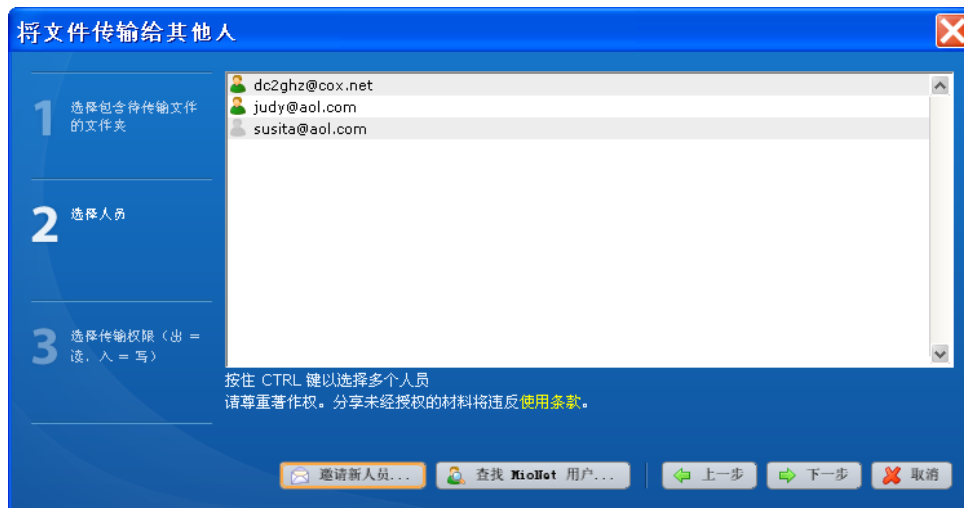 将文件传输给其他人
1 选择包含待传输文件
的文件夹
2 选择人员
3 选择传输权限（出 =
读，入 = 写）
dc2ghz@cox.net
judy@aol.com
susita@aol.com
按住 CTRL 键以选择多个人员
请尊重著作权。分享未经授权的材料将违反使用条款。
邀请新人员...
查找 MioNet 用户...
上一步
下一步
取消